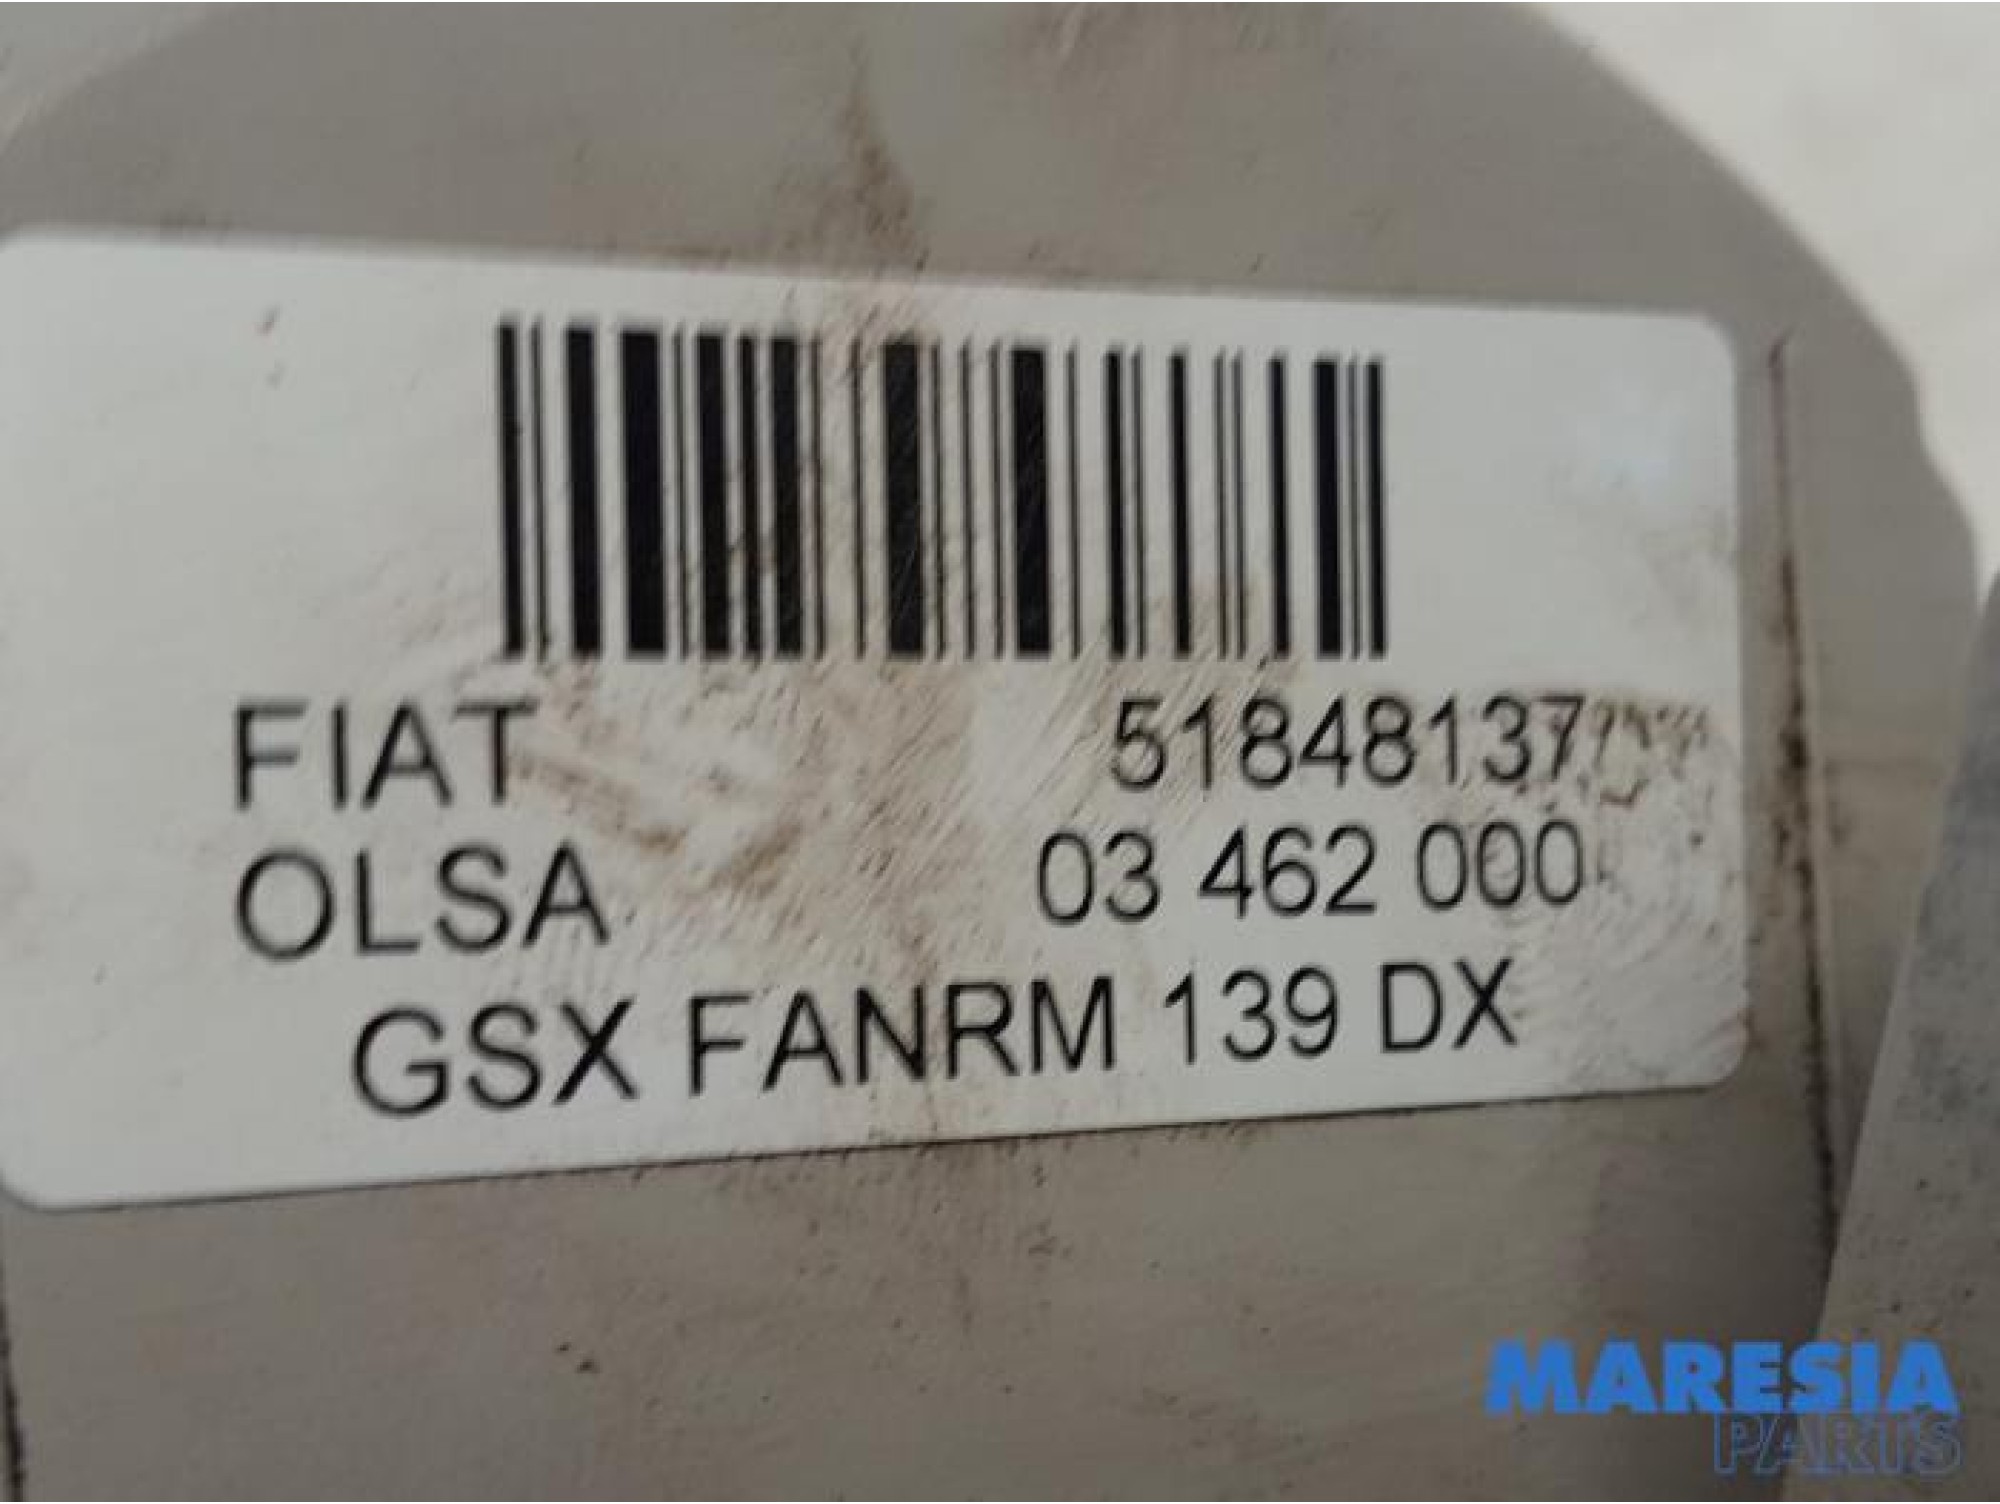 FIAT 51848137
OLSA 03 462 000
GSX FANRM 139 DX
MARESIA
PARTS